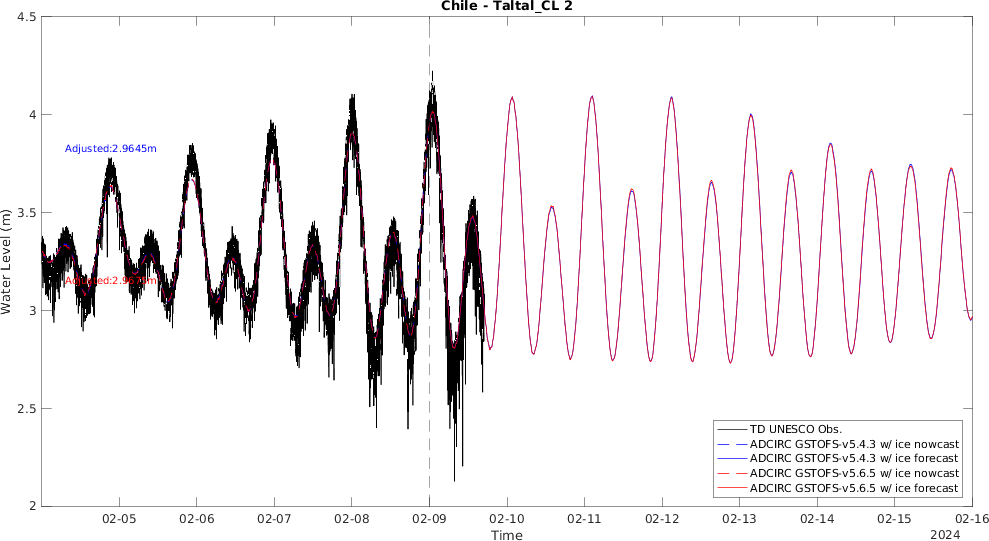 Chile - Taltal_CL 2
Water Level (m)
4.5
4
3.5
3
2.5
2
Adjusted:2.9645m
02-05
02-06
02-07
02-08
02-09
02-10
02-11
02-12
02-13
02-14
02-15
02-16
Time
2024
TD UNESCO Obs.
ADCIRC GSTOFS-v5.4.3 w/ ice nowcast
ADCIRC GSTOFS-v5.4.3 w/ ice forecast
ADCIRC GSTOFS-v5.6.5 w/ ice nowcast
ADCIRC GSTOFS-v5.6.5 w/ ice forecast